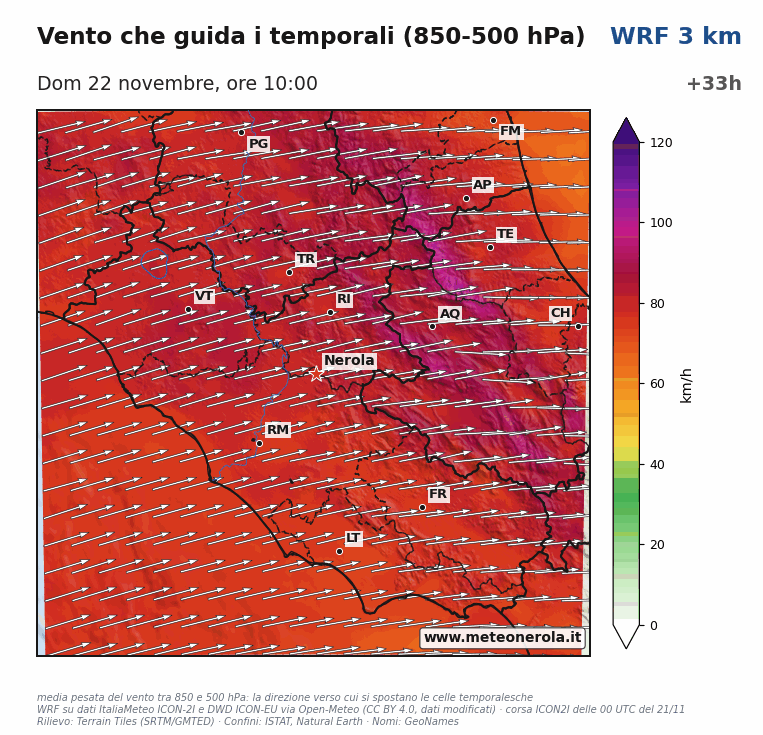 Vento che guida i temporali (850-500 hPa) WRF 3 km
Dom 22 novembre, ore 10:00 +33h
FM
PG
AP
TE
TR
VT
RI
AQ
CH
Nerola
RM
FR
LT
www.meteonerola.it
120
100
80
60
40
20
0
km/h
media pesata del vento tra 850 e 500 hPa: la direzione verso cui si spostano le celle temporalesche
WRF su dati ItaliaMeteo ICON-2I e DWD ICON-EU via Open-Meteo (CC BY 4.0, dati modificati) · corsa ICON2I delle 00 UTC del 21/11
Rilievo: Terrain Tiles (SRTM/GMTED) · Confini: ISTAT, Natural Earth · Nomi: GeoNames